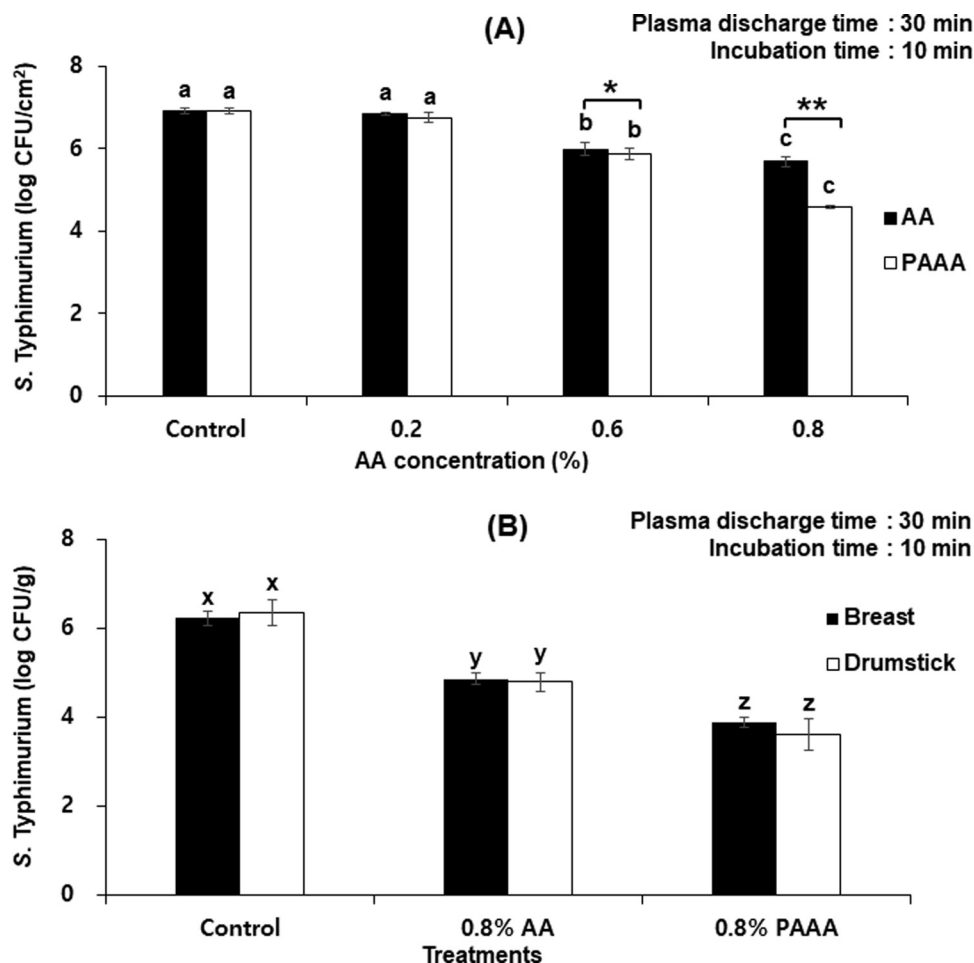 (A)
Plasma discharge time : 30 min
Incubation time : 10 min
S. Typhimurium (log CFU/cm²)
8
6
4
2
0
a a
a a
*
b b
**
c
c
AA
PAAA
Control 0.2 0.6 0.8
AA concentration (%)
(B)
Plasma discharge time : 30 min
Incubation time : 10 min
S. Typhimurium (log CFU/g)
8
6
4
2
0
x x
y y
z z
Breast
Drumstick
Control 0.8% AA 0.8% PAAA
Treatments